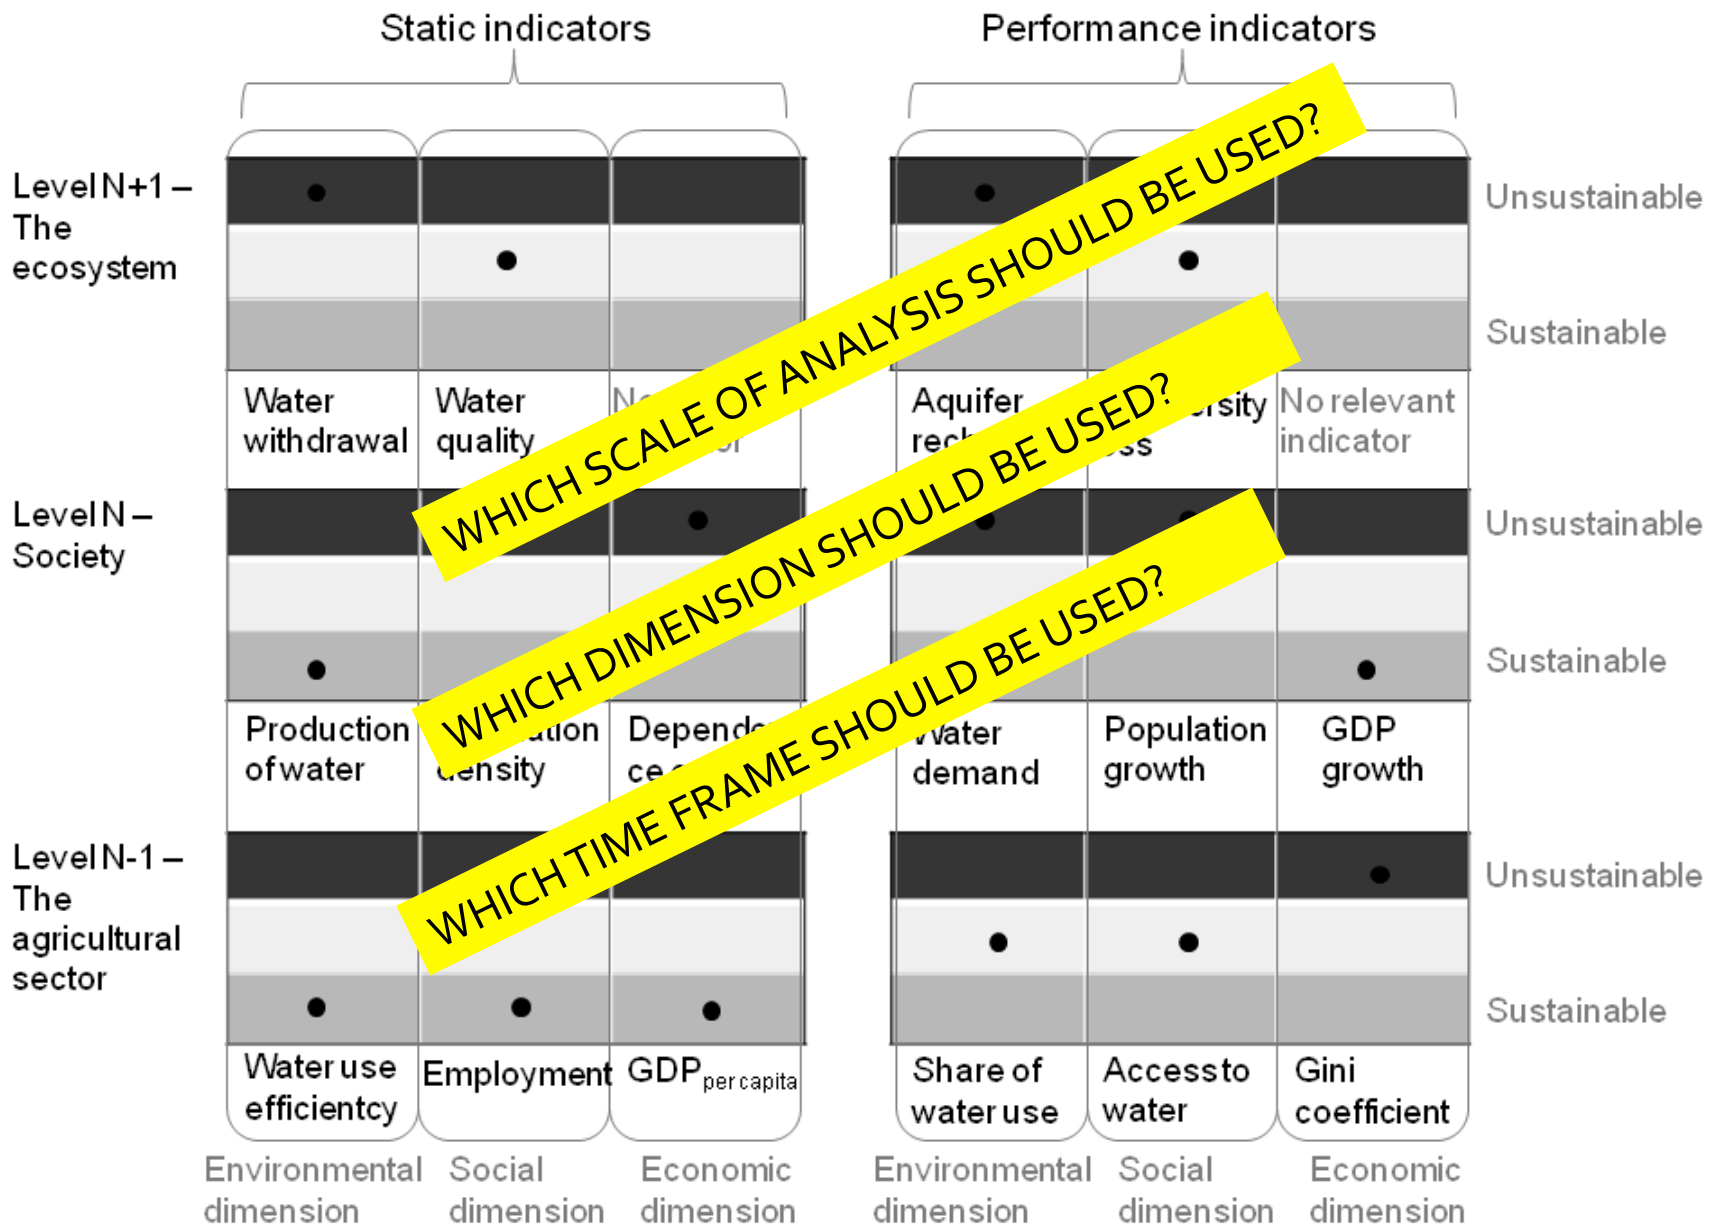 Static indicators
Performance indicators
Level N+1 –
The
ecosystem
Unsustainable
Sustainable
Water
withdrawal
Water
quality
Aquifer
No relevant
indicator
WHICH SCALE OF ANALYSIS SHOULD BE USED?
Level N –
Society
Unsustainable
Sustainable
Production
of water
density
Water
demand
Population
growth
GDP
growth
WHICH DIMENSION SHOULD BE USED?
Level N-1 –
The
agricultural
sector
Unsustainable
Sustainable
WHICH TIME FRAME SHOULD BE USED?
Water use
efficientcy
Employment
GDP per capita
Share of
water use
Access to
water
Gini
coefficient
Environmental
dimension
Social
dimension
Economic
dimension
Environmental
dimension
Social
dimension
Economic
dimension